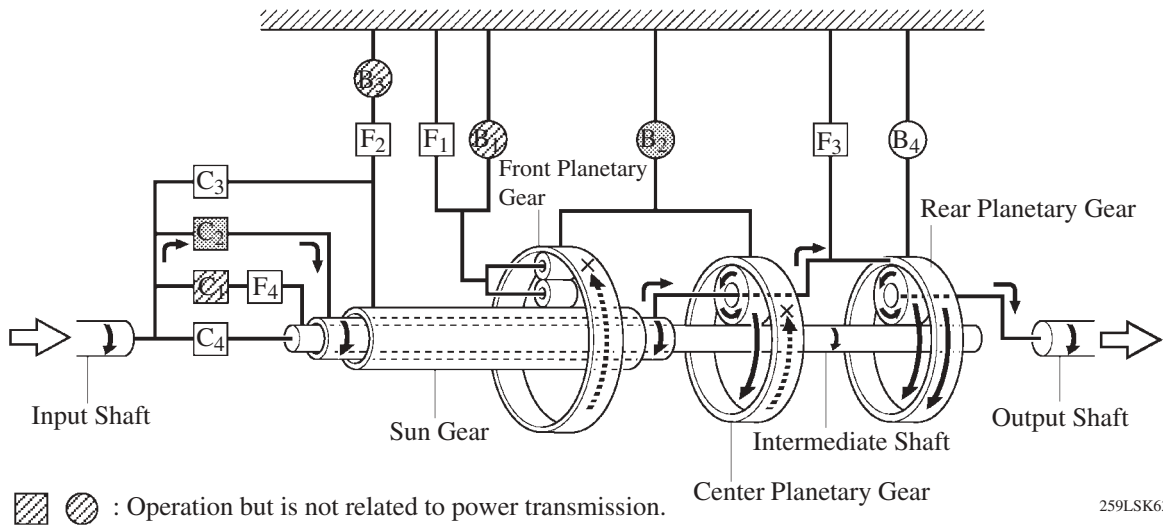 B3
F2
F1
B1
B2
F3
B4
Front Planetary
Gear
Rear Planetary Gear
C3
C2
C1
F4
C4
Input Shaft
Sun Gear
Intermediate Shaft
Output Shaft
Center Planetary Gear
: Operation but is not related to power transmission.